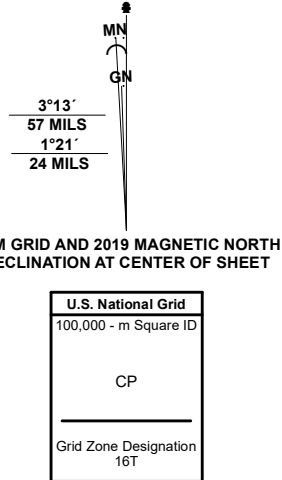 MN
GN
3°13´
57 MILS
1°21´
24 MILS
M GRID AND 2019 MAGNETIC NORTH
ECLINATION AT CENTER OF SHEET
U.S. National Grid
100,000 - m Square ID
CP
Grid Zone Designation
16T